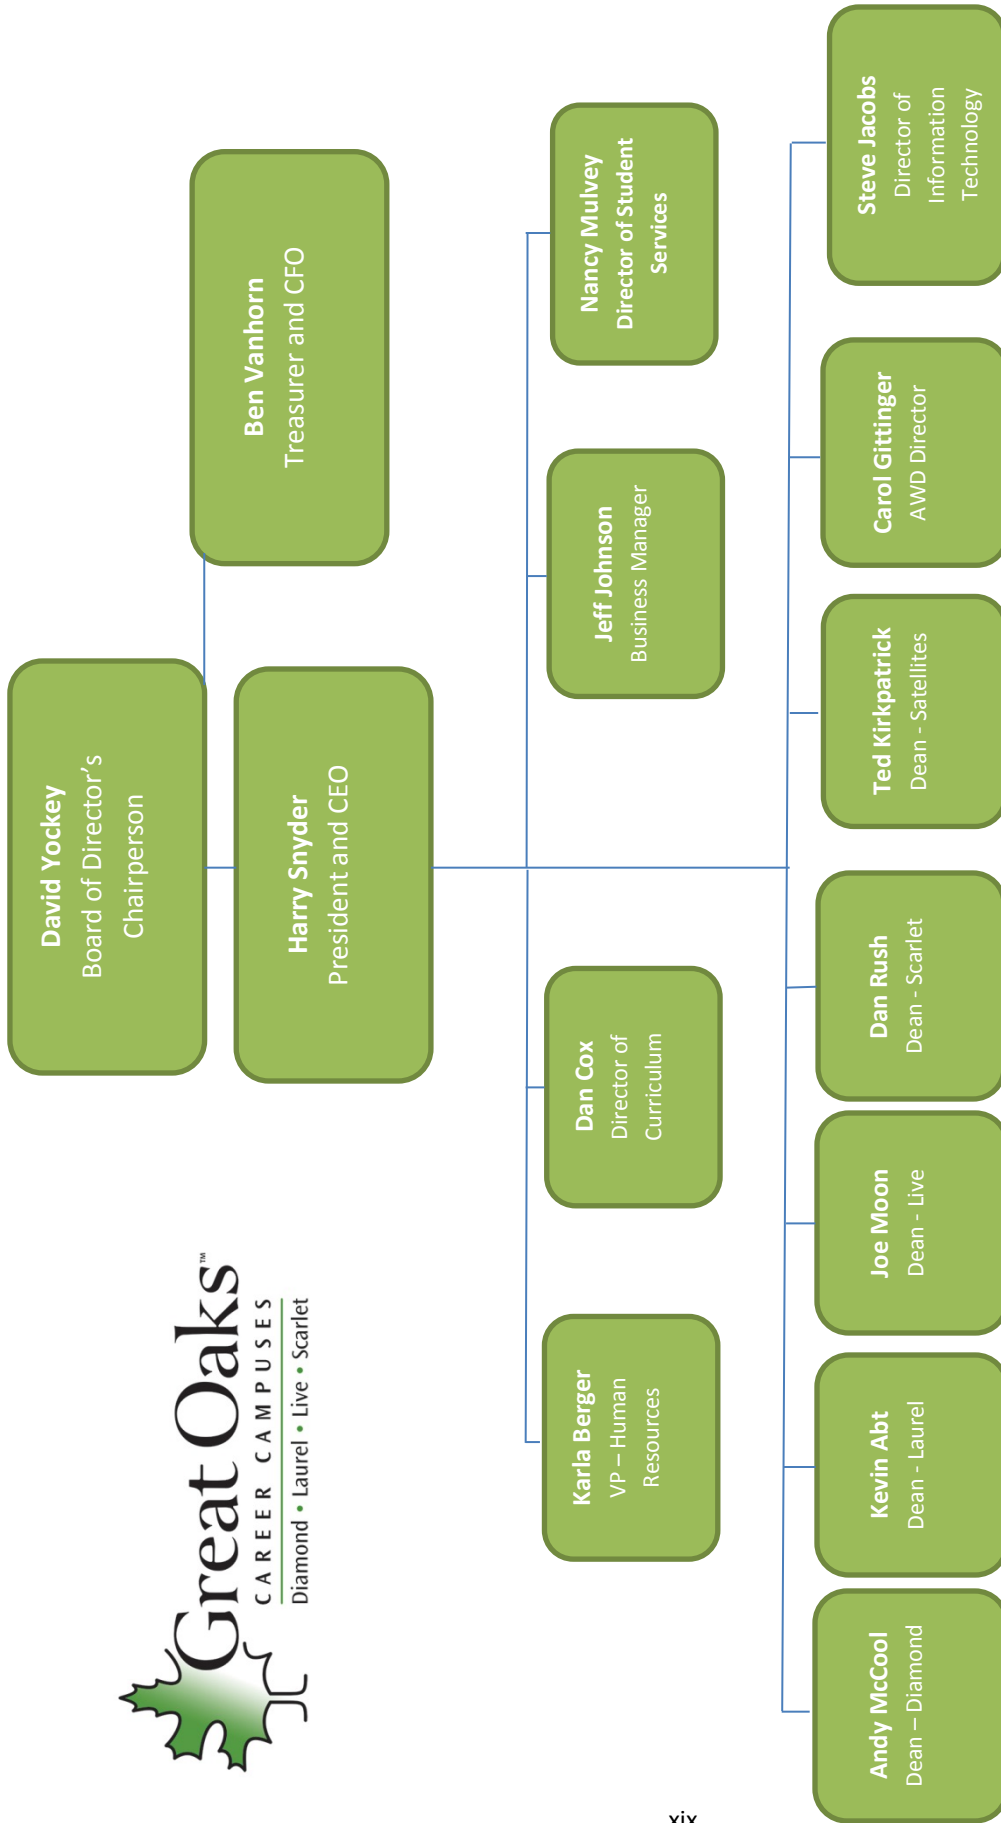 Great Oaks™
CAREER CAMPUSES
Diamond • Laurel • Live • Scarlet
David Yockey
Board of Director’s
Chairperson
Ben Vanhorn
Treasurer and CFO
Harry Snyder
President and CEO
Karla Berger
VP – Human
Resources
Dan Cox
Director of
Curriculum
Jeff Johnson
Business Manager
Nancy Mulvey
Director of Student
Services
Andy McCool
Dean – Diamond
Kevin Abt
Dean - Laurel
Joe Moon
Dean - Live
Dan Rush
Dean - Scarlet
Ted Kirkpatrick
Dean - Satellites
Carol Gittinger
AWD Director
Steve Jacobs
Director of
Information
Technology
xix